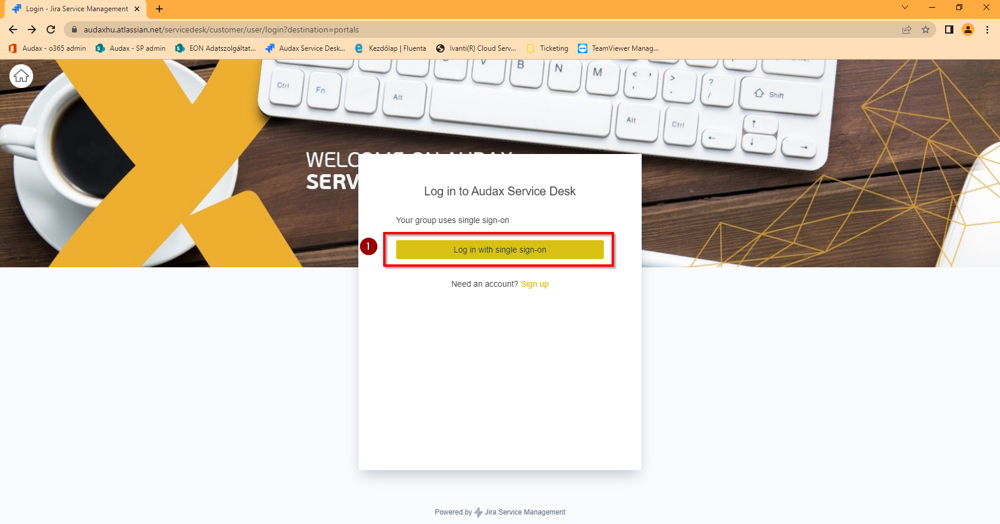 Login - Jira Service Management
audaxhu.atlassian.net/servicedesk/customer/user/login?destination=portals
Audax - o365 admin
Audax - SP admin
EON Adatszolgáltat...
Audax Service Desk...
Kezdőlap | Fluenta
Ivanti(R) Cloud Serv...
Ticketing
TeamViewer Manag...
V B N M < , ' > . ? /
Ctrl Fn Alt Alt Ctrl Shift
WELCOME ON AUDAX
SERV
Log in to Audax Service Desk
Your group uses single sign-on
1
Log in with single sign-on
Need an account? Sign up
Powered by Jira Service Management